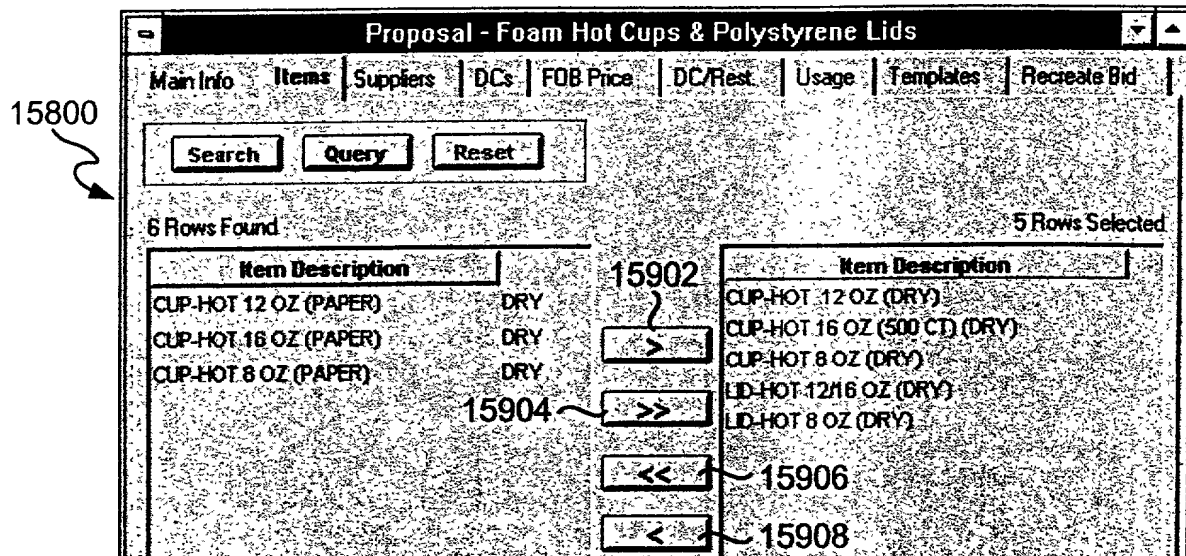 Proposal - Foam Hot Cups & Polystyrene Lids
Main Info Items Suppliers DCs FOB Price DC/Rest. Usage Templates Recreate Bid
15800
Search Query Reset
6 Rows Found 5 Rows Selected
Item Description Item Description
15902
CUP-HOT 12 OZ (PAPER) DRY CUP-HOT 12 OZ (DRY)
CUP-HOT 16 OZ (PAPER) DRY > CUP-HOT 16 OZ (500 CT) (DRY)
CUP-HOT 8 OZ (PAPER) DRY CUP-HOT 8 OZ (DRY)
LID-HOT 12/16 OZ (DRY)
15904 >> LID-HOT 8 OZ (DRY)
<< 15906
< 15908